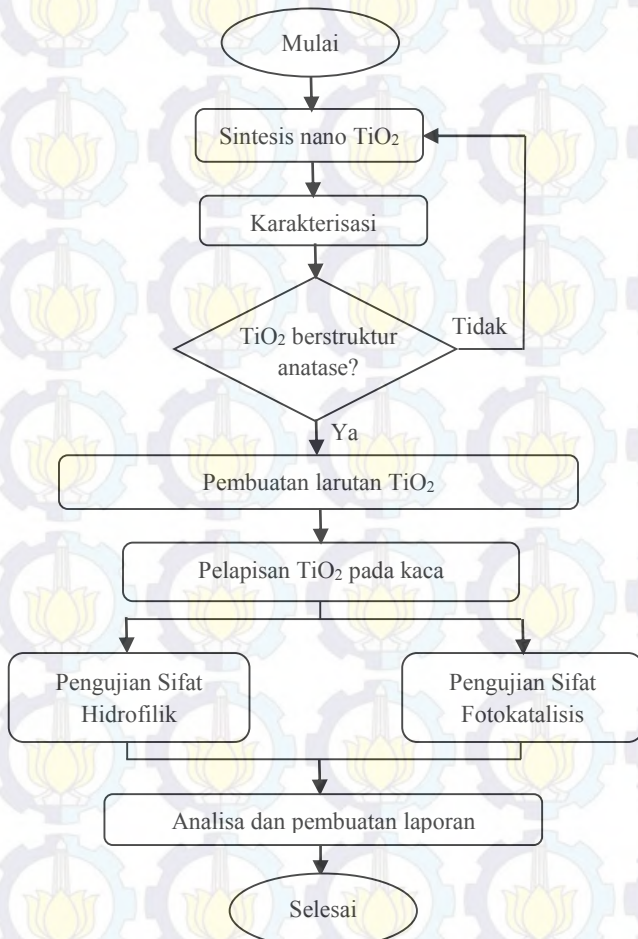 Mulai
Sintesis nano TiO₂
Karakterisasi
TiO₂ berstruktur
anatase?
Tidak
Ya
Pembuatan larutan TiO₂
Pelapisan TiO₂ pada kaca
Pengujian Sifat
Hidrofilik
Pengujian Sifat
Fotokatalisis
Analisa dan pembuatan laporan
Selesai